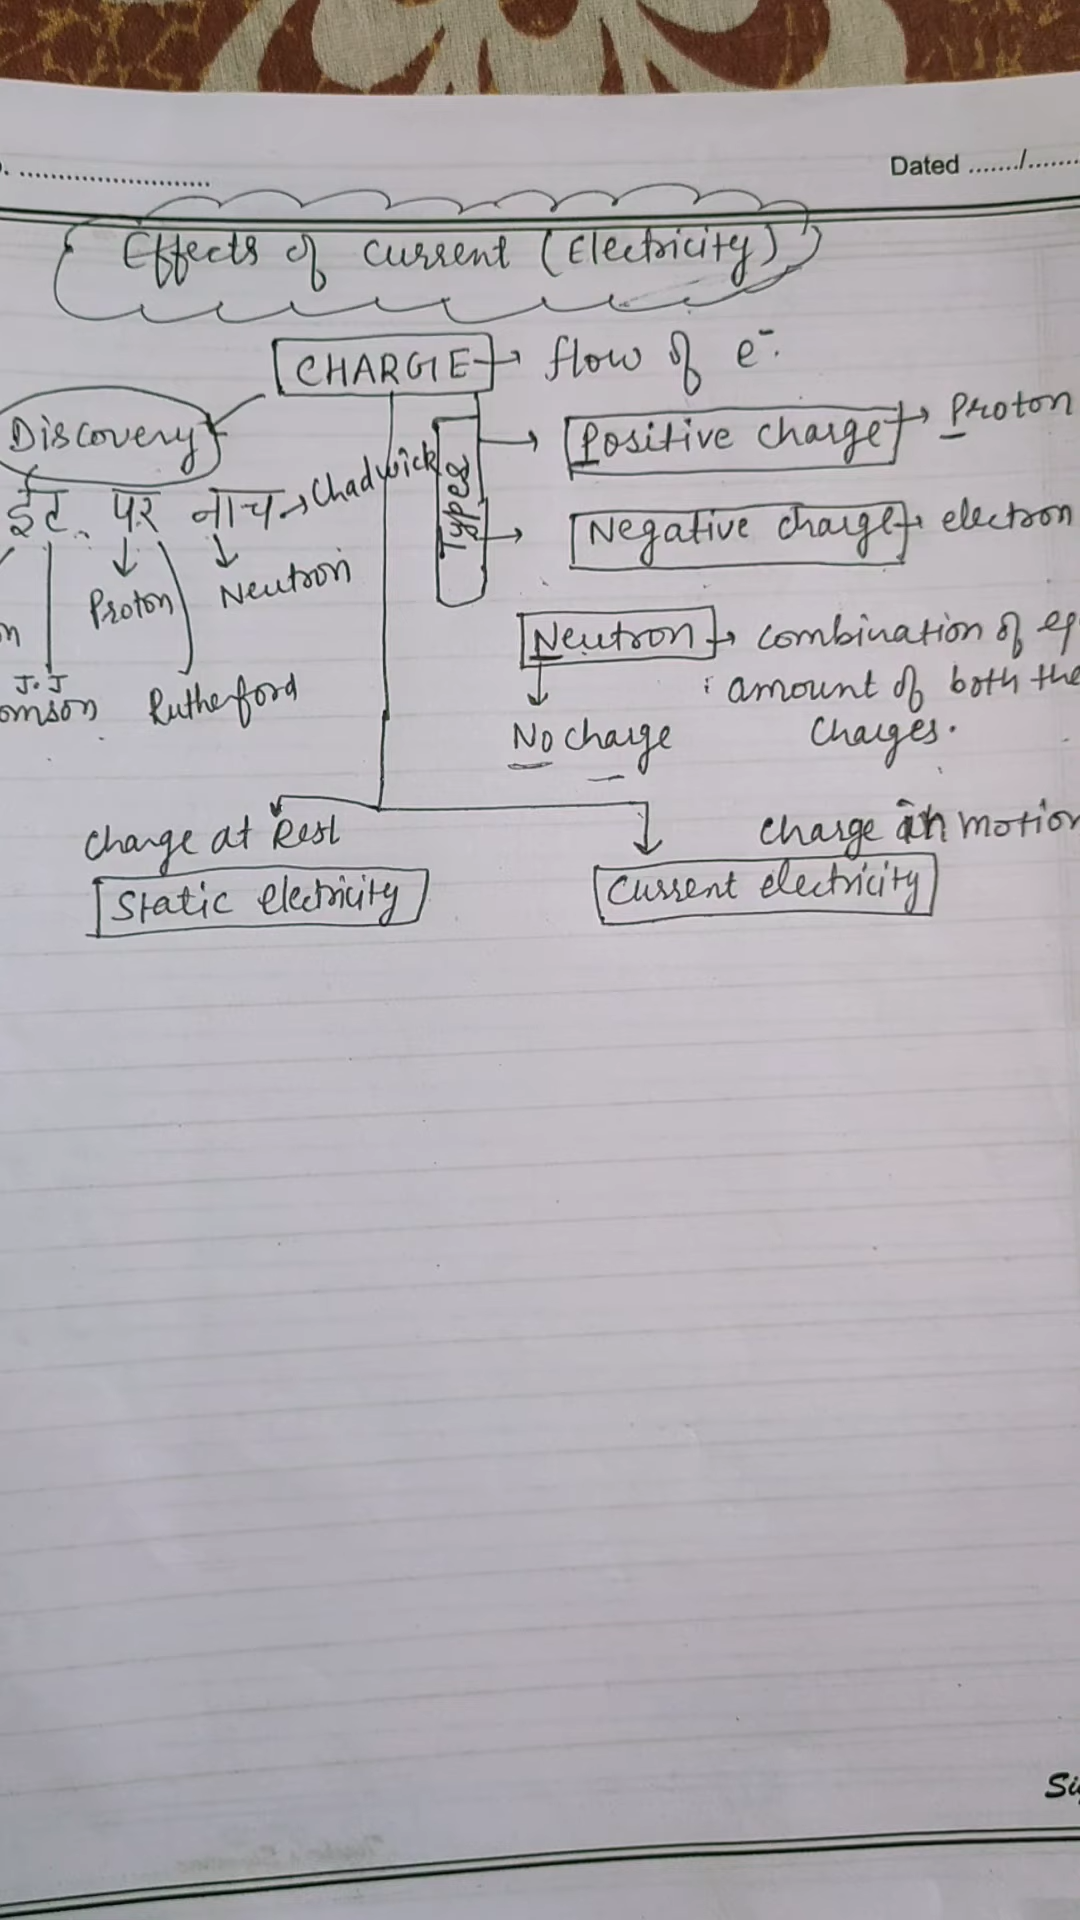 Dated ......./.......
Effects of current (Electricity)
CHARGE → flow of e⁻.
Discovery
Types
Positive charge → Proton
Negative charge → electron
ईट पर नाच → Chadwick
Proton
Neutron
J.J
omson
Rutherford
Neutron → combination of eq
amount of both the
charges.
No charge
Charge at Rest
Static electricity
Charge in motion
Current electricity